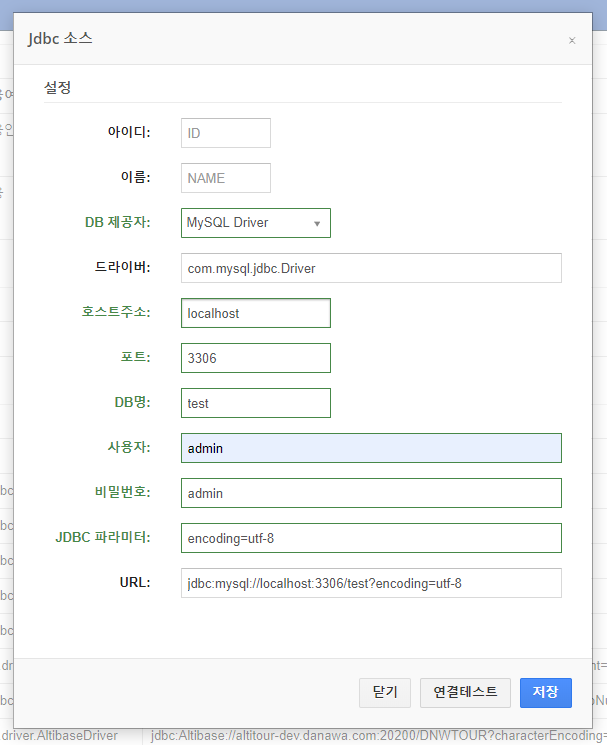 Jdbc 소스
×
설정
아이디: ID
이름: NAME
DB 제공자: MySQL Driver
드라이버: com.mysql.jdbc.Driver
호스트주소: localhost
포트: 3306
DB명: test
사용자: admin
비밀번호: admin
JDBC 파라미터: encoding=utf-8
URL: jdbc:mysql://localhost:3306/test?encoding=utf-8
닫기 연결테스트 저장
driver.AltibaseDriver jdbc:Altibase://altitour-dev.danawa.com:20200/DNWTOUR?characterEncoding=